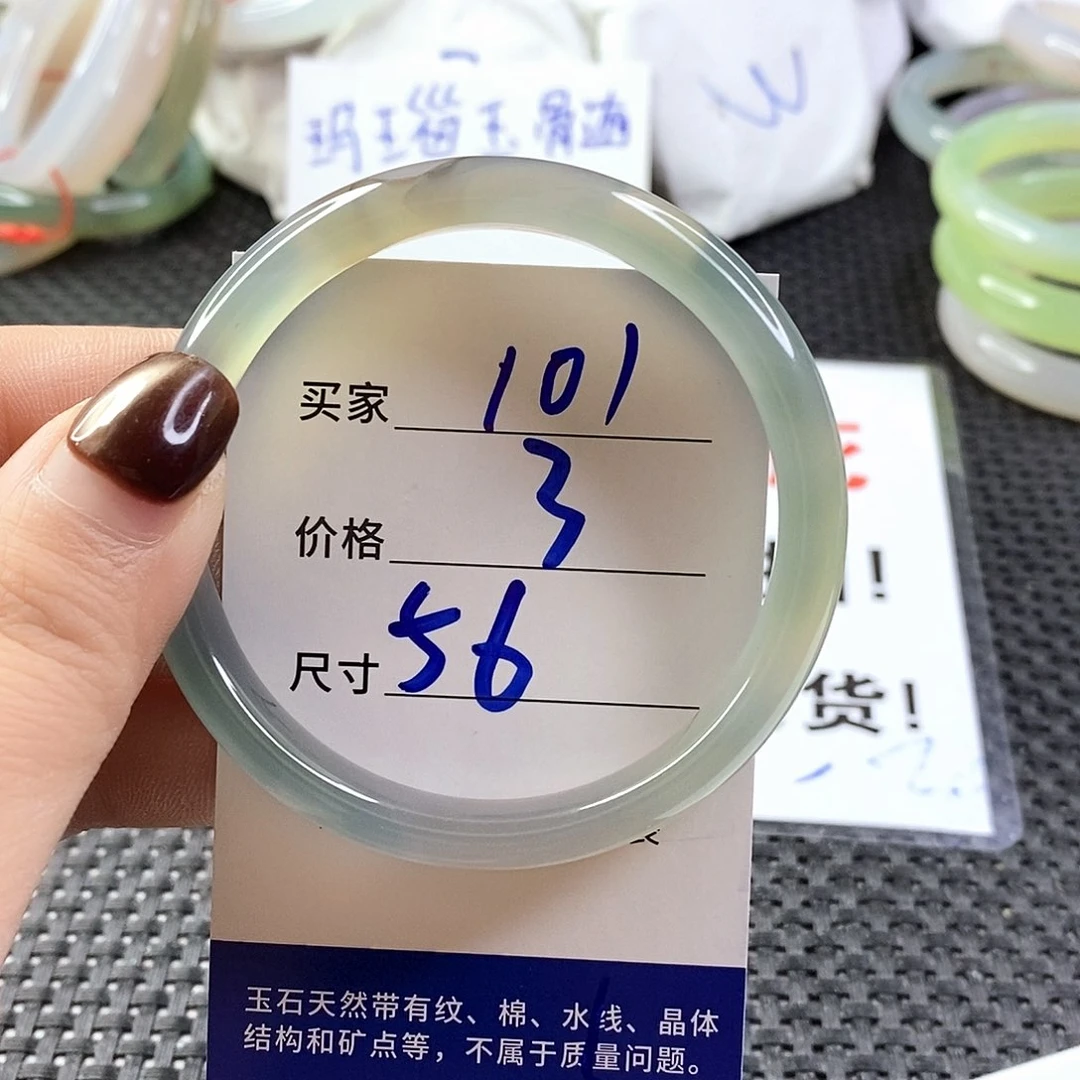 玛瑙玉骨髓
买家 101
价格 3
尺寸 56
货!
玉石天然带有纹、棉、水线、晶体
结构和矿点等，不属于质量问题。